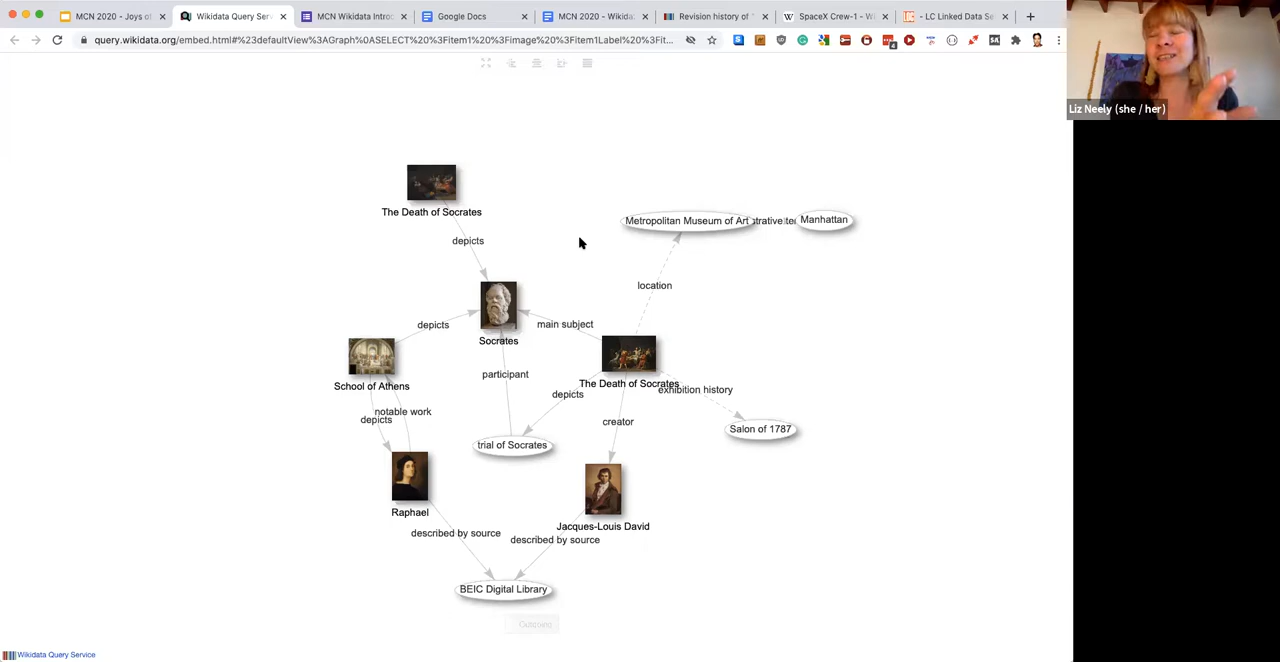 MCN 2020 - Joys of
Wikidata Query Serv
MCN Wikidata Introd
Google Docs
MCN 2020 - Wikida
Revision history of "
SpaceX Crew-1 - Wi
- LC Linked Data Se
query.wikidata.org/embed.html#%23defaultView%3AGraph%0ASELECT%20%3Fitem1%20%3Fimage%20%3Fitem1Label%20%3Fit...
Liz Neely (she / her)
The Death of Socrates
Metropolitan Museum of Art
Manhattan
depicts
location
depicts
main subject
Socrates
participant
School of Athens
The Death of Socrates
exhibition history
depicts
notable work
depicts
creator
Salon of 1787
trial of Socrates
Raphael
Jacques-Louis David
described by source
described by source
BEIC Digital Library
Outgoing
Wikidata Query Service